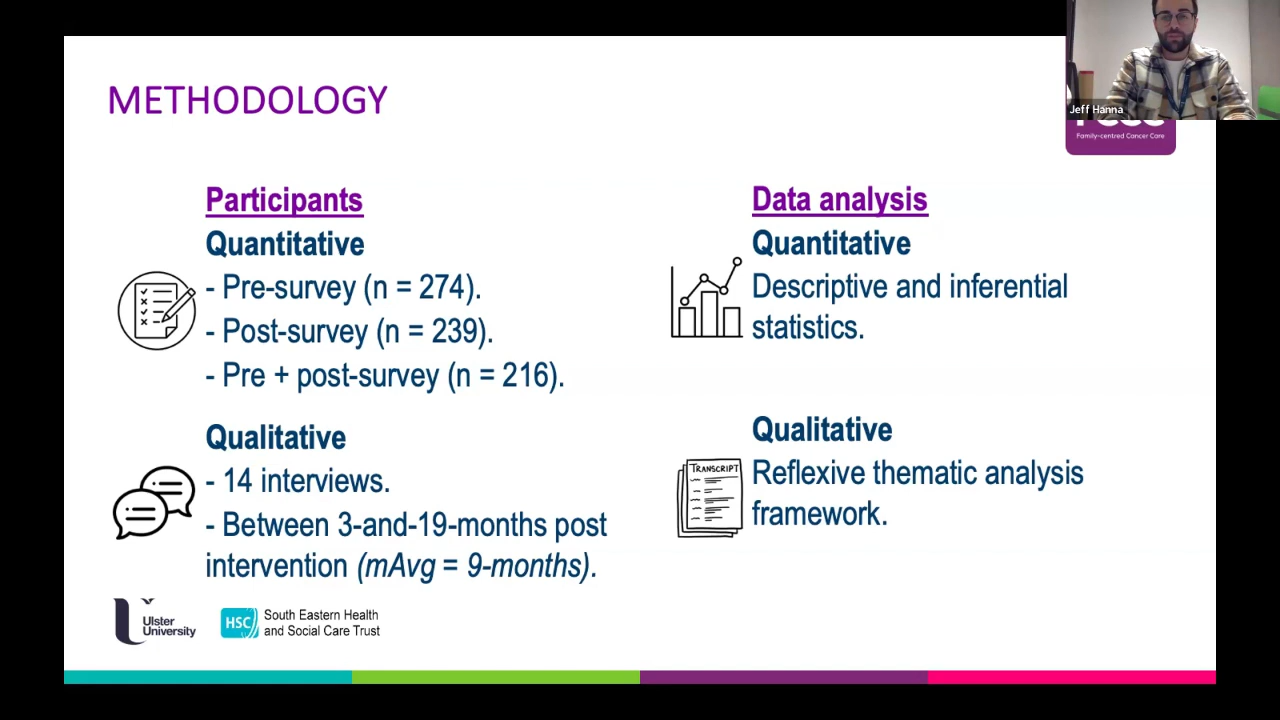 METHODOLOGY
Jeff Hanna
Family-centred Cancer Care
Participants
Quantitative
- Pre-survey (n = 274).
- Post-survey (n = 239).
- Pre + post-survey (n = 216).
Qualitative
- 14 interviews.
- Between 3-and-19-months post
intervention (mAvg = 9-months).
Data analysis
Quantitative
Descriptive and inferential
statistics.
Qualitative
TRANSCRIPT
Reflexive thematic analysis
framework.
Ulster
University
HSC
South Eastern Health
and Social Care Trust